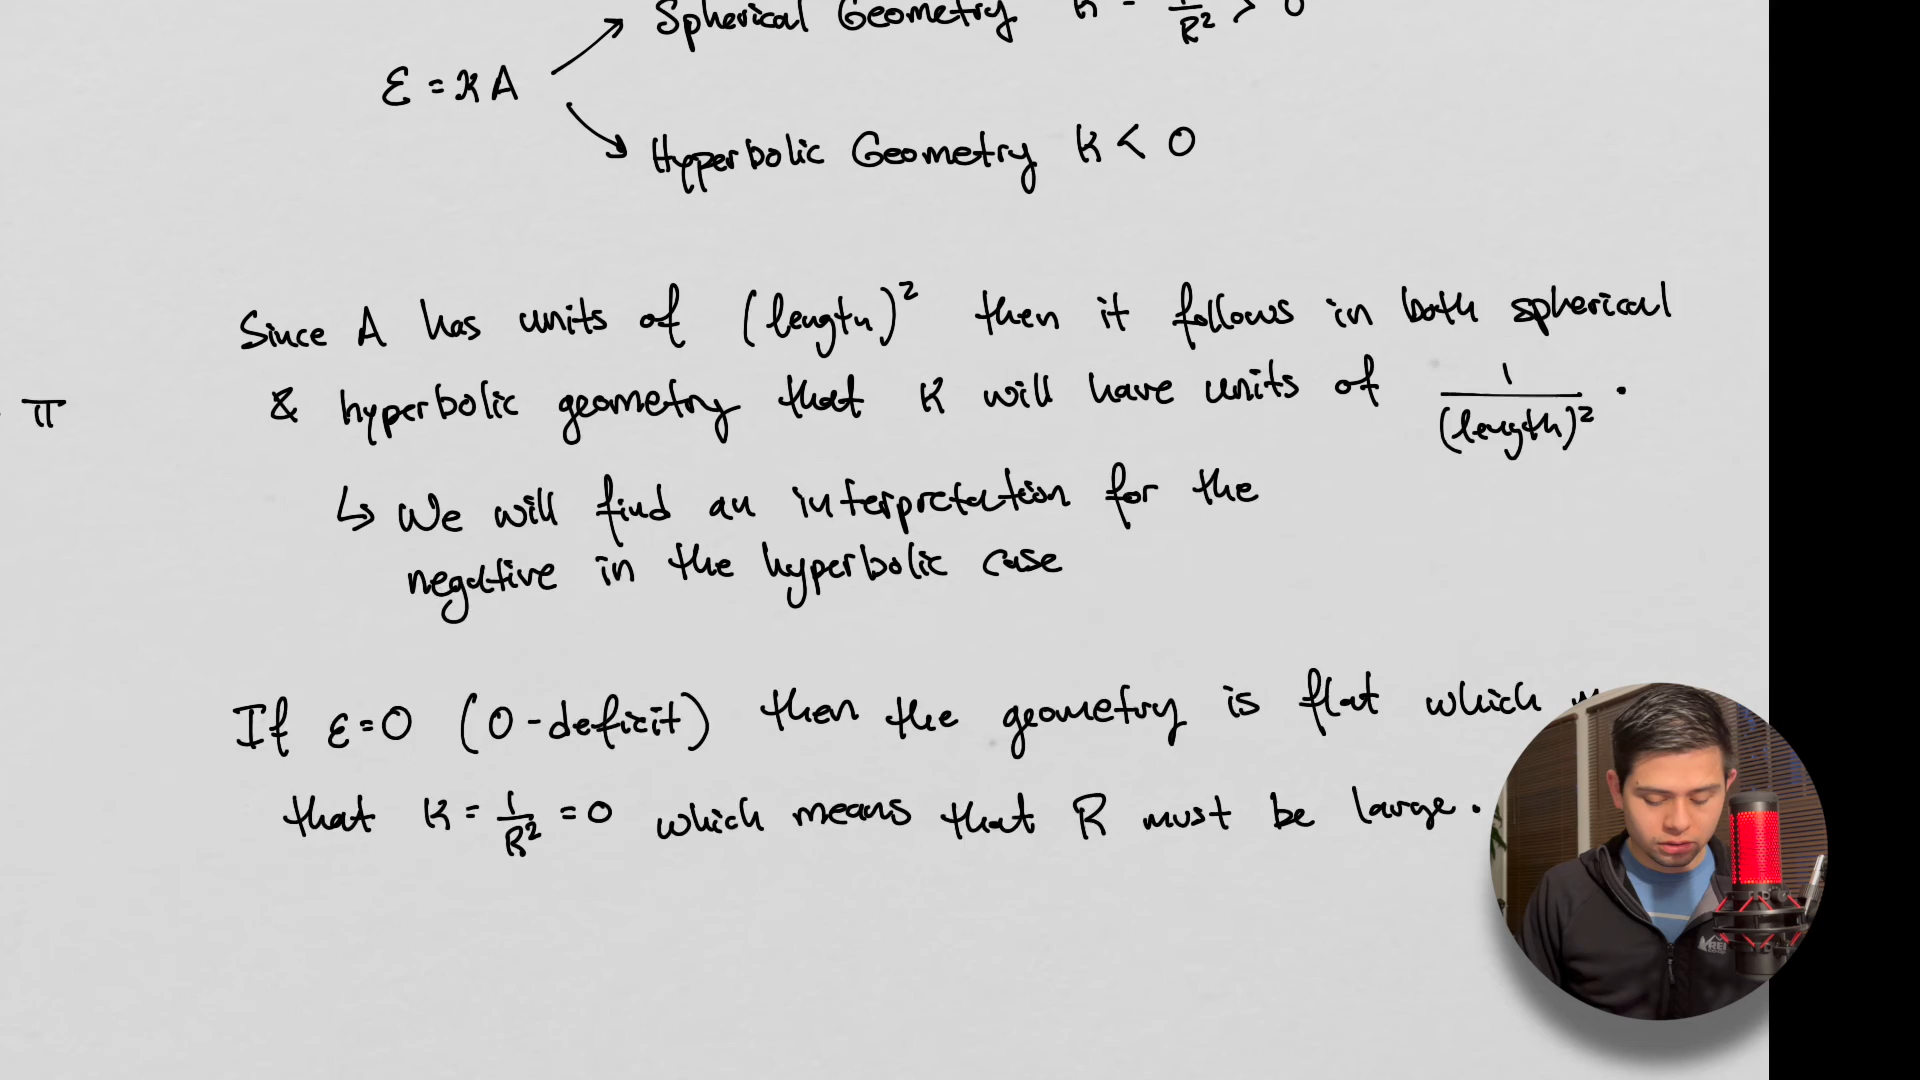 Spherical Geometry K = 1/R² > 0
ε = K A
Hyperbolic Geometry K < 0
Since A has units of (length)² then it follows in both spherical
π
& hyperbolic geometry that K will have units of 1/(length)² .
↳ We will find an interpretation for the
negative in the hyperbolic case
If ε=0 (0-deficit) then the geometry is flat which
that K = 1/R² = 0 which means that R must be large.
REI